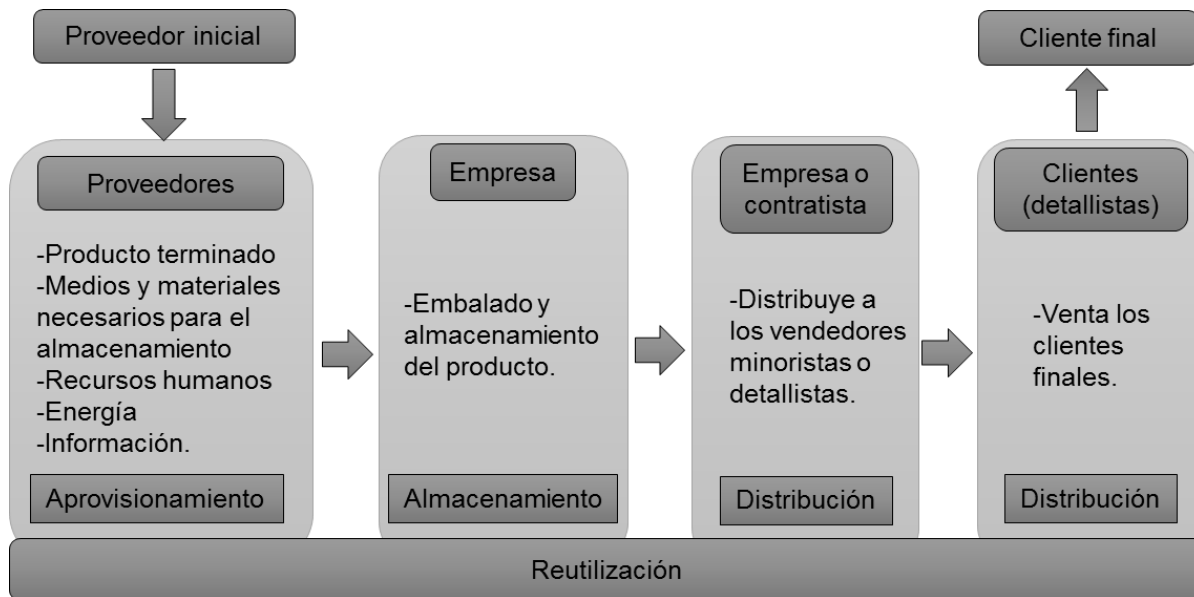 Proveedor inicial
Cliente final
Proveedores
-Producto terminado
-Medios y materiales
necesarios para el
almacenamiento
-Recursos humanos
-Energía
-Información.
Aprovisionamiento
Empresa
-Embalado y
almacenamiento
del producto.
Almacenamiento
Empresa o
contratista
-Distribuye a
los vendedores
minoristas o
detallistas.
Distribución
Clientes
(detallistas)
-Venta los
clientes
finales.
Distribución
Reutilización